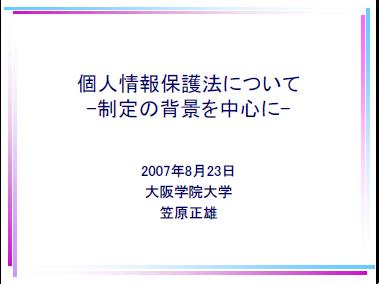 個人情報保護法について
-制定の背景を中心に-
2007年8月23日
大阪学院大学
笠原正雄